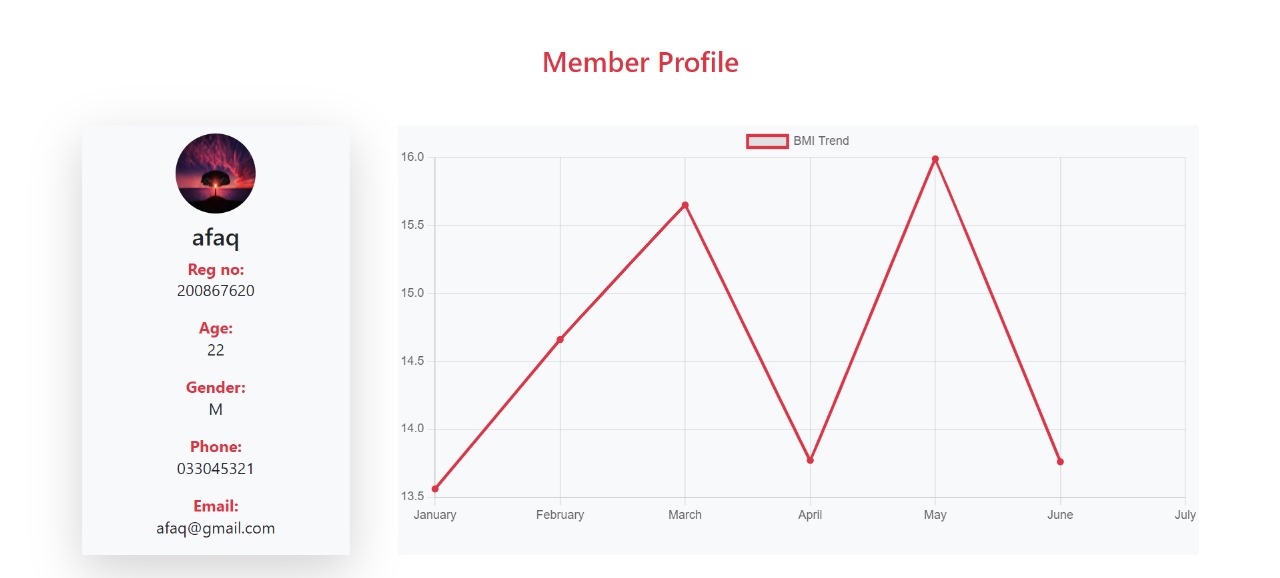 Member Profile
afaq
Reg no:
200867620
Age:
22
Gender:
M
Phone:
033045321
Email:
afaq@gmail.com
BMI Trend
16.0
15.5
15.0
14.5
14.0
13.5
January February March April May June July